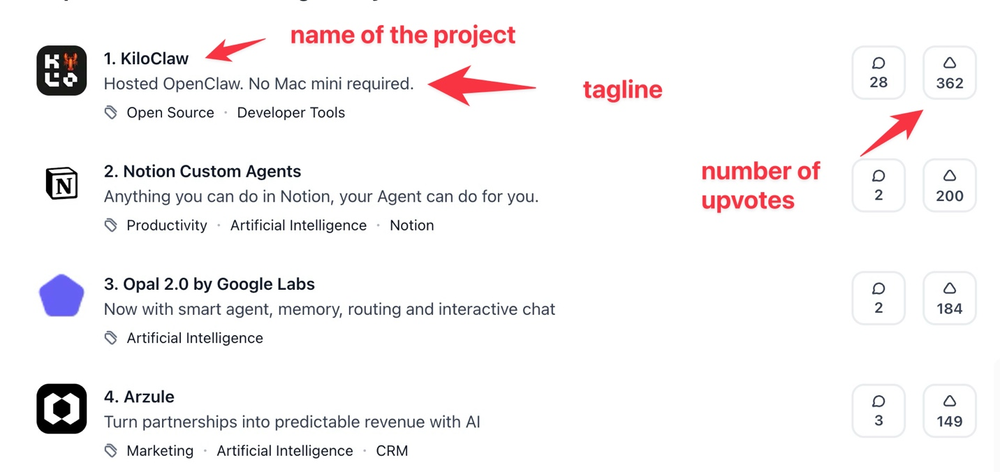 name of the project
1. KiloClaw
Hosted OpenClaw. No Mac mini required.
tagline
Open Source · Developer Tools
28
362
number of
upvotes
2. Notion Custom Agents
Anything you can do in Notion, your Agent can do for you.
Productivity · Artificial Intelligence · Notion
2
200
3. Opal 2.0 by Google Labs
Now with smart agent, memory, routing and interactive chat
Artificial Intelligence
2
184
4. Arzule
Turn partnerships into predictable revenue with AI
Marketing · Artificial Intelligence · CRM
3
149